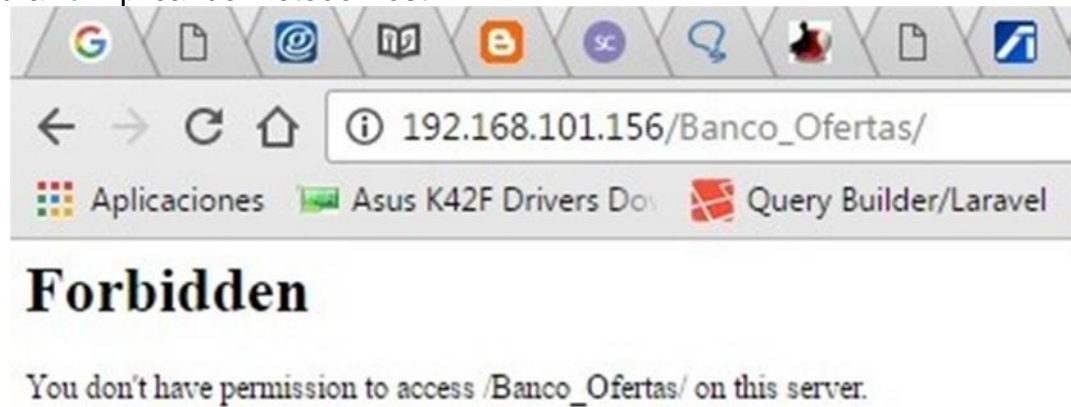 192.168.101.156/Banco_Ofertas/
Aplicaciones Asus K42F Drivers Do Query Builder/Laravel
Forbidden
You don't have permission to access /Banco_Ofertas/ on this server.